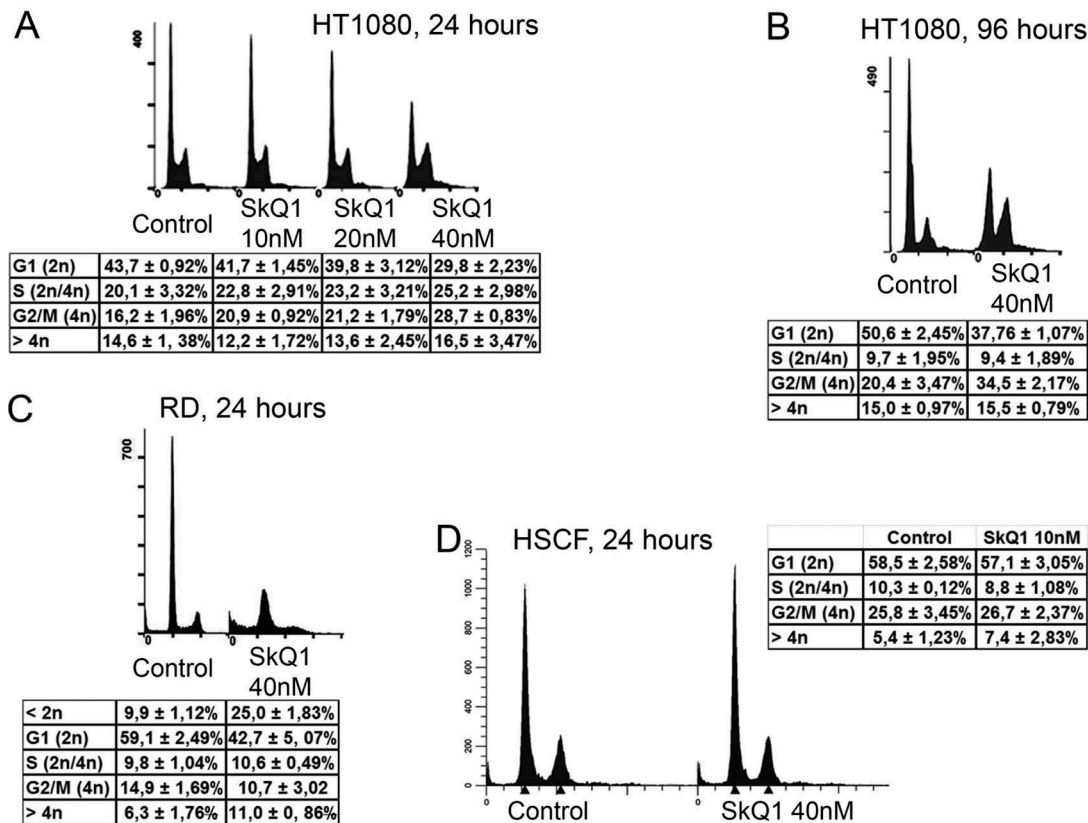 A
HT1080, 24 hours
400
0 0 0 0
Control SkQ1 10nM SkQ1 20nM SkQ1 40nM
G1 (2n) 43,7 ± 0,92% 41,7 ± 1,45% 39,8 ± 3,12% 29,8 ± 2,23%
S (2n/4n) 20,1 ± 3,32% 22,8 ± 2,91% 23,2 ± 3,21% 25,2 ± 2,98%
G2/M (4n) 16,2 ± 1,96% 20,9 ± 0,92% 21,2 ± 1,79% 28,7 ± 0,83%
> 4n 14,6 ± 1, 38% 12,2 ± 1,72% 13,6 ± 2,45% 16,5 ± 3,47%
B
HT1080, 96 hours
490
0 0
Control SkQ1 40nM
G1 (2n) 50,6 ± 2,45% 37,76 ± 1,07%
S (2n/4n) 9,7 ± 1,95% 9,4 ± 1,89%
G2/M (4n) 20,4 ± 3,47% 34,5 ± 2,17%
> 4n 15,0 ± 0,97% 15,5 ± 0,79%
C
RD, 24 hours
700
0 0
Control SkQ1 40nM
< 2n 9,9 ± 1,12% 25,0 ± 1,83%
G1 (2n) 59,1 ± 2,49% 42,7 ± 5, 07%
S (2n/4n) 9,8 ± 1,04% 10,6 ± 0,49%
G2/M (4n) 14,9 ± 1,69% 10,7 ± 3,02
> 4n 6,3 ± 1,76% 11,0 ± 0, 86%
D
HSCF, 24 hours
1200
1000
800
600
400
200
0
0 0
Control SkQ1 40nM
Control SkQ1 10nM
G1 (2n) 58,5 ± 2,58% 57,1 ± 3,05%
S (2n/4n) 10,3 ± 0,12% 8,8 ± 1,08%
G2/M (4n) 25,8 ± 3,45% 26,7 ± 2,37%
> 4n 5,4 ± 1,23% 7,4 ± 2,83%